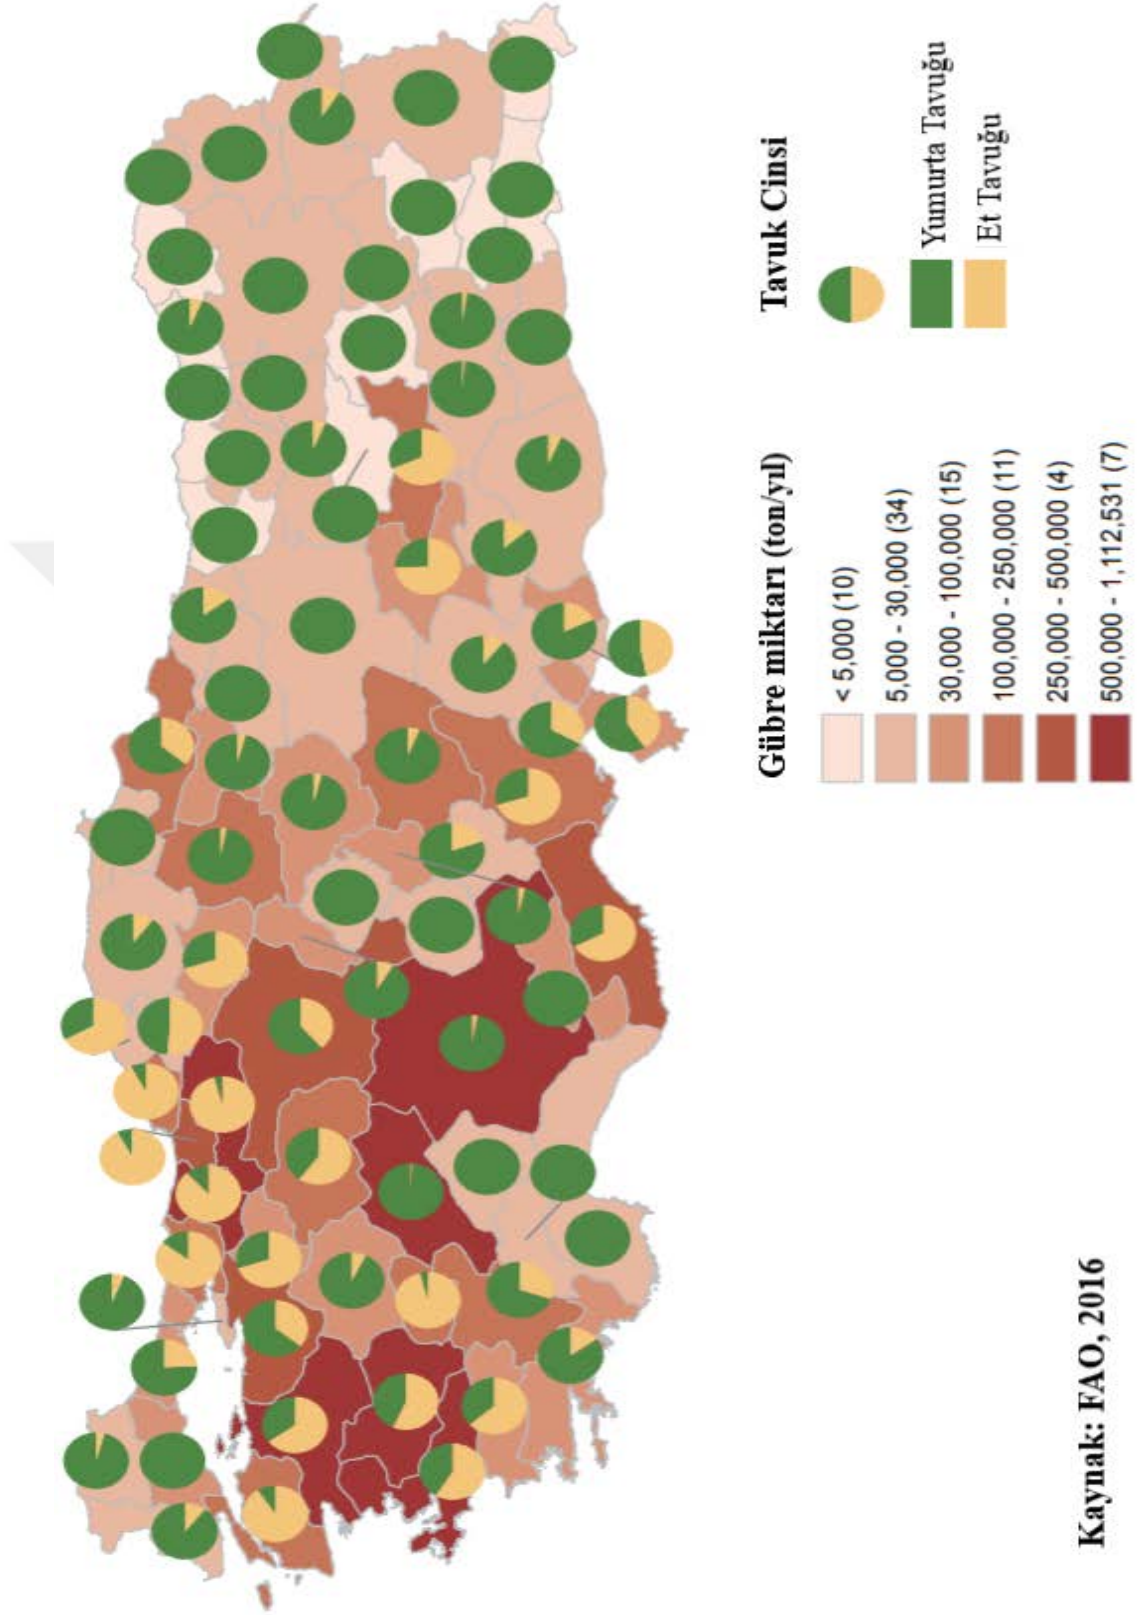 Gübre miktarı (ton/yıl)
< 5,000 (10)
5,000 - 30,000 (34)
30,000 - 100,000 (15)
100,000 - 250,000 (11)
250,000 - 500,000 (4)
500,000 - 1,112,531 (7)
Tavuk Cinsi
Yumurta Tavuğu
Et Tavuğu
Kaynak: FAO, 2016